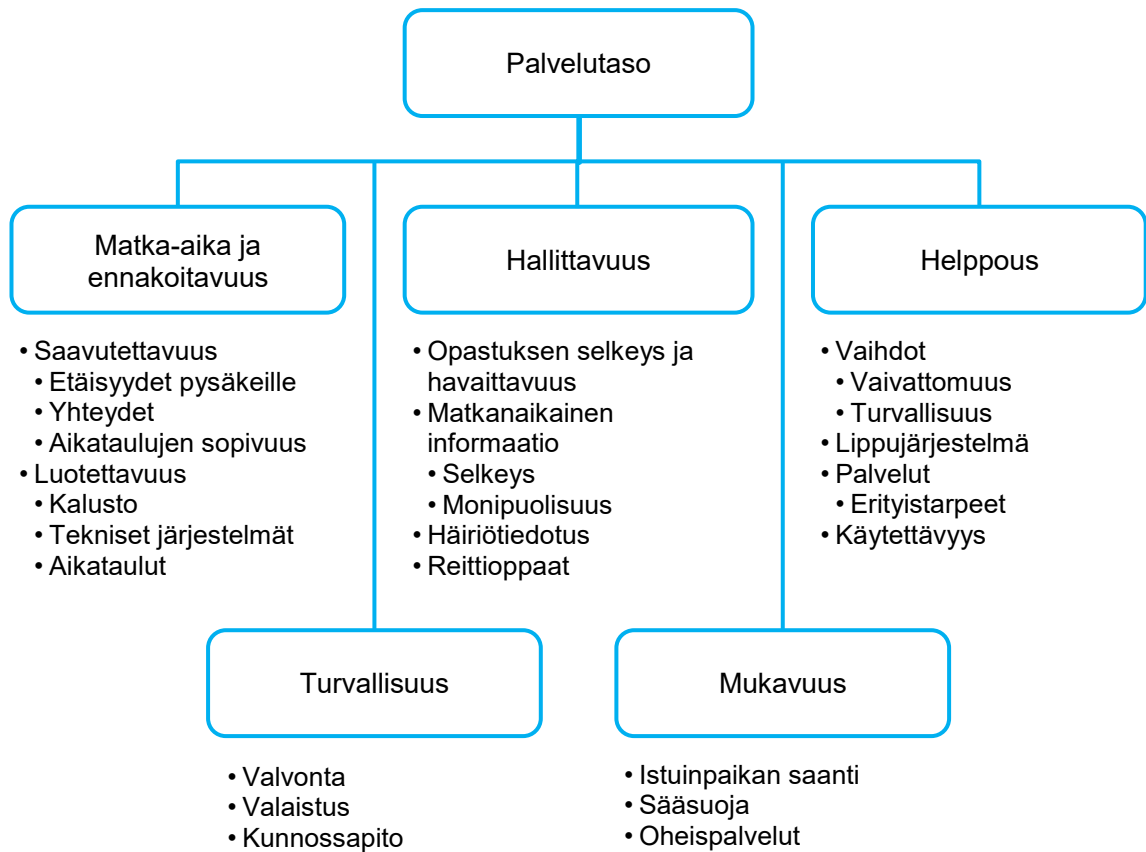 Palvelutaso
Matka-aika ja
ennakoitavuus
• Saavutettavuus
• Etäisyydet pysäkeille
• Yhteydet
• Aikataulujen sopivuus
• Luotettavuus
• Kalusto
• Tekniset järjestelmät
• Aikataulut
Hallittavuus
• Opastuksen selkeys ja
havaittavuus
• Matkanaikainen
informaatio
• Selkeys
• Monipuolisuus
• Häiriötiedotus
• Reittioppaat
Helppous
• Vaihdot
• Vaivattomuus
• Turvallisuus
• Lippujärjestelmä
• Palvelut
• Erityistarpeet
• Käytettävyys
Turvallisuus
• Valvonta
• Valaistus
• Kunnossapito
Mukavuus
• Istuinpaikan saanti
• Sääsuoja
• Oheispalvelut